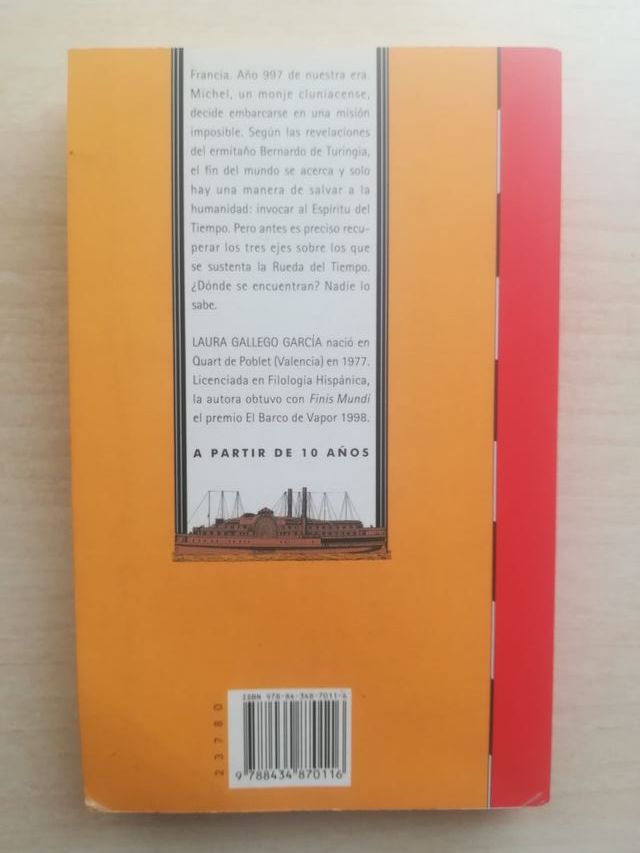 Francia. Año 997 de nuestra era.
Michel, un monje cluniacense,
decide embarcarse en una misión
imposible. Según las revelaciones
del ermitaño Bernardo de Turingia,
el fin del mundo se acerca y solo
hay una manera de salvar a la
humanidad: invocar al Espíritu del
Tiempo. Pero antes es preciso recu-
perar los tres ejes sobre los que
se sustenta la Rueda del Tiempo.
¿Dónde se encuentran? Nadie lo
sabe.
LAURA GALLEGO GARCÍA nació en
Quart de Poblet (Valencia) en 1977.
Licenciada en Filología Hispánica,
la autora obtuvo con Finis Mundi
el premio El Barco de Vapor 1998.
A PARTIR DE 10 AÑOS
23780
ISBN 978-84-348-7011-6
9 788434 870116